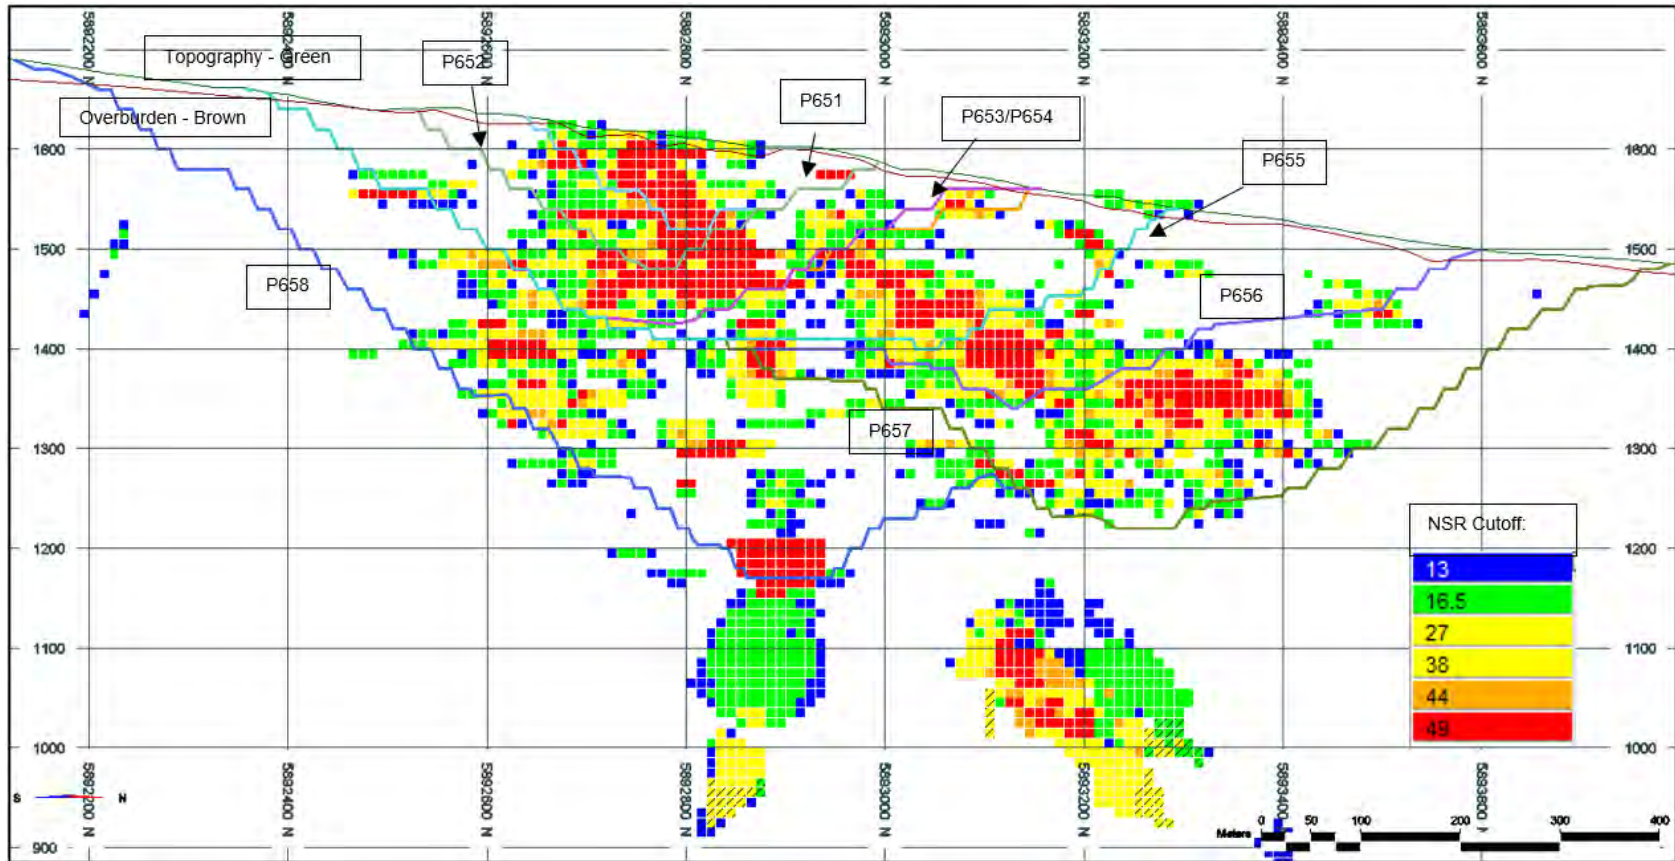 5892200 N
5892400 N
5892600 N
5892800 N
5893000 N
5893200 N
5893400 N
5893600 N
Topography - Green
P652
P651
P653/P654
Overburden - Brown
P655
1600
1600
1500
1500
P658
P656
1400
1400
P657
1300
1300
NSR Cutoff:
1200
1200
13
16.5
27
1100
1100
38
44
49
1000
1000
S
N
5892200 N
5892400 N
5892600 N
5892800 N
5893000 N
5893200 N
5893400 N
5893600 N
Meters
0
50
100
200
300
400
900